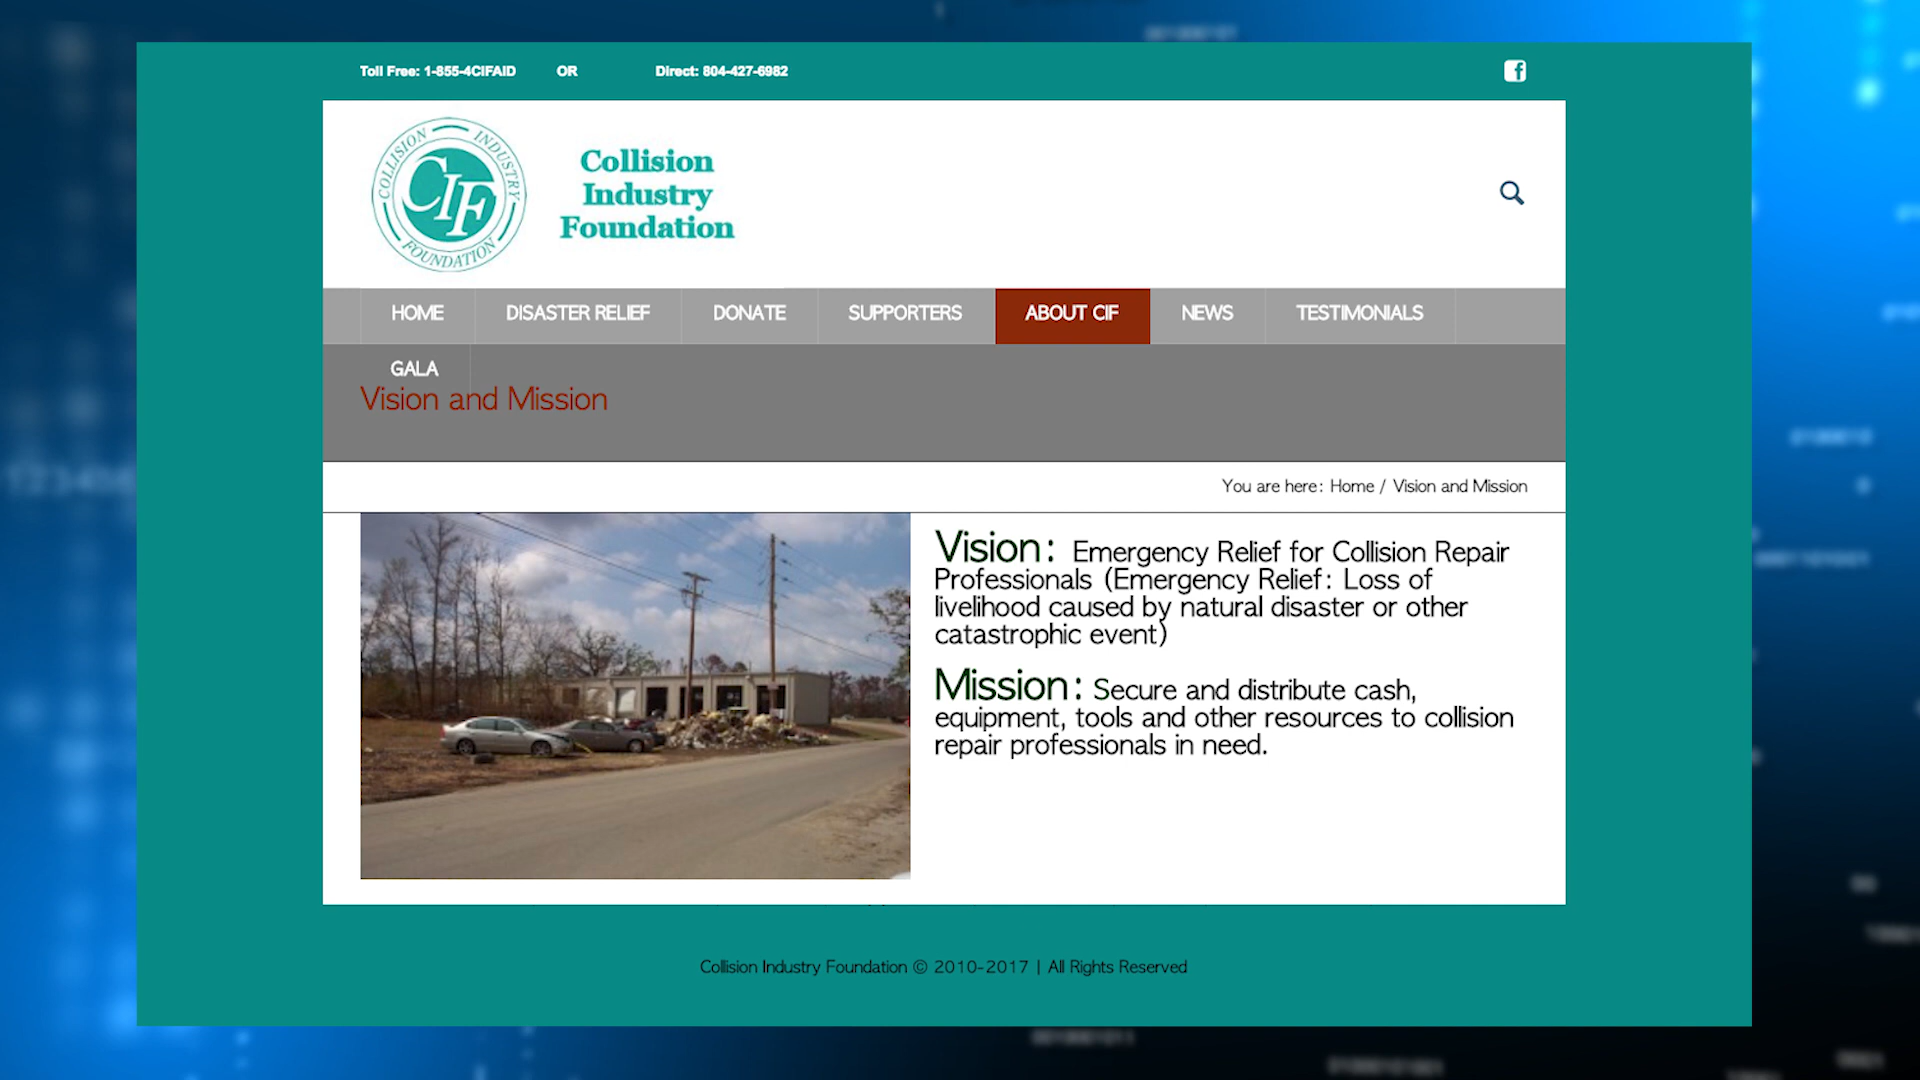 Toll Free: 1-855-4CIFAID OR Direct: 804-427-6982
COLLISION INDUSTRY FOUNDATION
CIF
Collision
Industry
Foundation
HOME DISASTER RELIEF DONATE SUPPORTERS ABOUT CIF NEWS TESTIMONIALS
GALA
Vision and Mission
You are here: Home / Vision and Mission
Vision: Emergency Relief for Collision Repair
Professionals (Emergency Relief: Loss of
livelihood caused by natural disaster or other
catastrophic event)
Mission: Secure and distribute cash,
equipment, tools and other resources to collision
repair professionals in need.
Collision Industry Foundation © 2010-2017 | All Rights Reserved